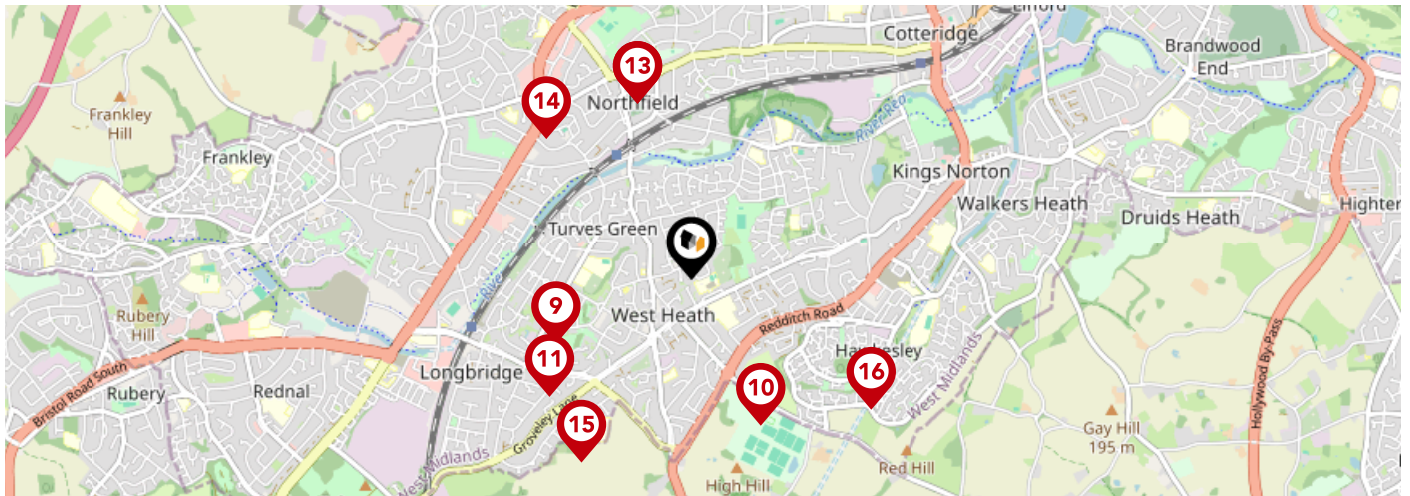 Cotteridge
Brandwood
End
13
14
Northfield
River Rea
Frankley
Hill
Frankley
Kings Norton
Walkers Heath
Druids Heath
Highter
Turves Green
River
West Heath
Redditch Road
9
Rubery
Hill
11
Longbridge
Hawkesley
16
10
Hollywood By Pass
Bristol Road South
Rubery
Rednal
West Midlands
Groveley Lane
15
Gay Hill
195 m
West Midlands
High Hill
Red Hill